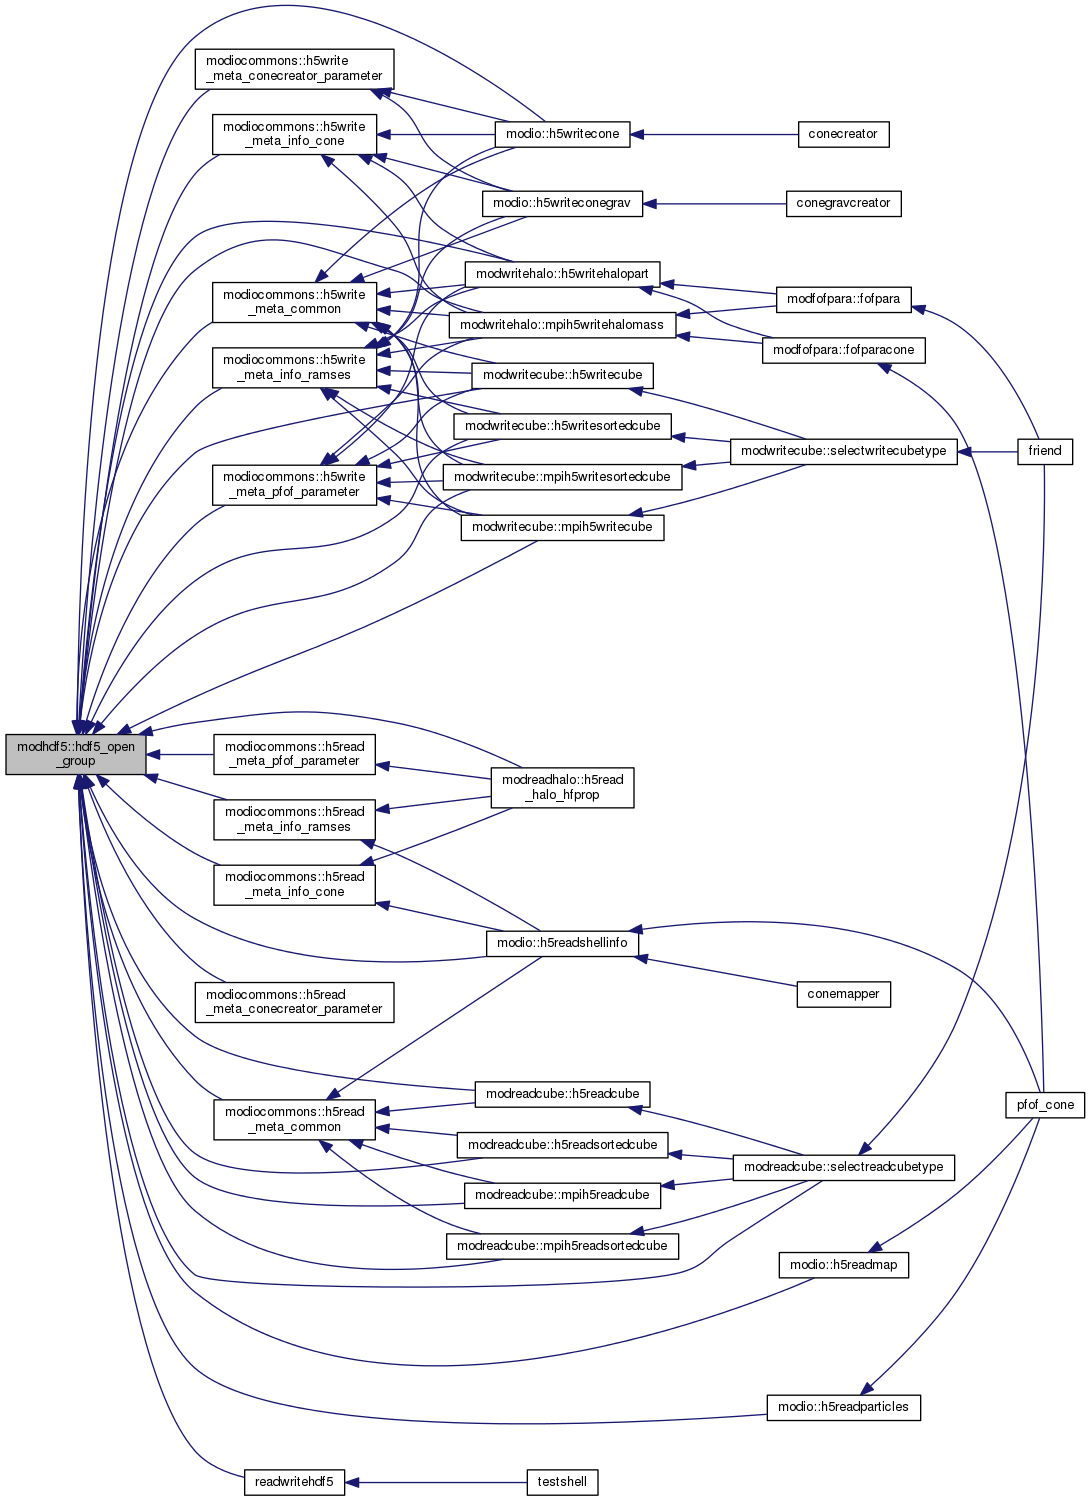 modiocommons::h5write
_meta_conecreator_parameter
modiocommons::h5write
_meta_info_cone
modio::h5writecone
conecreator
modio::h5writeconegrav
conegravcreator
modwritehalo::h5writehalopart
modiocommons::h5write
_meta_common
modfofpara::fofpara
modwritehalo::mpih5writehalomass
modfofpara::fofparacone
modiocommons::h5write
_meta_info_ramses
modwritecube::h5writecube
modwritecube::h5writesortedcube
modwritecube::selectwritecubetype
friend
modiocommons::h5write
_meta_pfof_parameter
modwritecube::mpih5writesortedcube
modwritecube::mpih5writecube
modhdf5::hdf5_open
_group
modiocommons::h5read
_meta_pfof_parameter
modreadhalo::h5read
_halo_hfprop
modiocommons::h5read
_meta_info_ramses
modiocommons::h5read
_meta_info_cone
modio::h5readshellinfo
conemapper
modiocommons::h5read
_meta_conecreator_parameter
modreadcube::h5readcube
pfof_cone
modiocommons::h5read
_meta_common
modreadcube::h5readsortedcube
modreadcube::selectreadcubetype
modreadcube::mpih5readcube
modreadcube::mpih5readsortedcube
modio::h5readmap
modio::h5readparticles
readwritehdf5
testshell